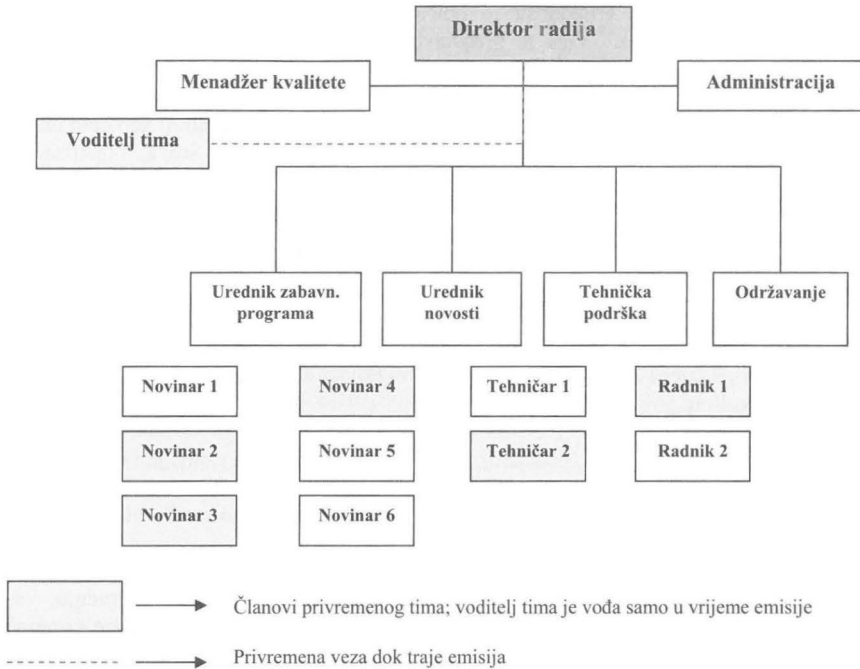 Direktor radija
Menadžer kvalitete
Administracija
Voditelj tima
Urednik zabavn.
programa
Urednik
novosti
Tehnička
podrška
Održavanje
Novinar 1
Novinar 4
Tehničar 1
Radnik 1
Novinar 2
Novinar 5
Tehničar 2
Radnik 2
Novinar 3
Novinar 6
Članovi privremenog tima; voditelj tima je vođa samo u vrijeme emisije
Privremena veza dok traje emisija